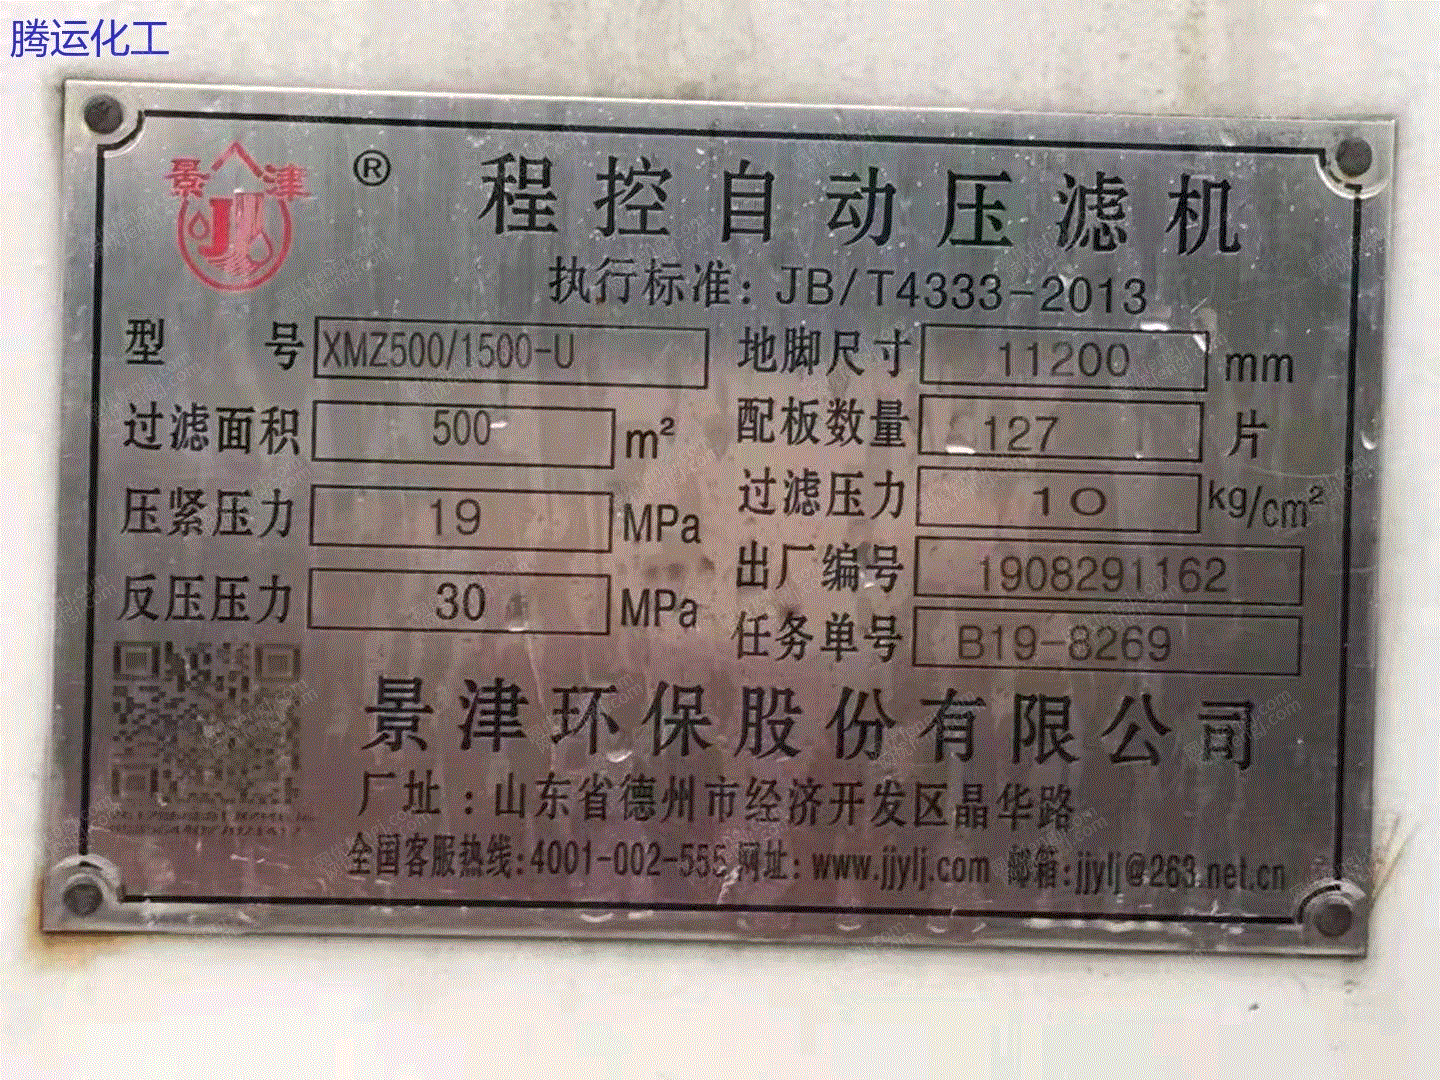 腾运化工
景津 ® 程控自动压滤机
执行标准: JB/T4333-2013
型号 XMZ500/1500-U 地脚尺寸 11200 mm
过滤面积 500 m² 配板数量 127 片
压紧压力 19 MPa 过滤压力 10 kg/cm²
反压压力 30 MPa 出厂编号 1908291162
任务单号 B19-8269
景津环保股份有限公司
厂址:山东省德州市经济开发区晶华路
全国客服热线:4001-002-555 网址: www.jjylj.com 邮箱:jjylj@263.net.cn